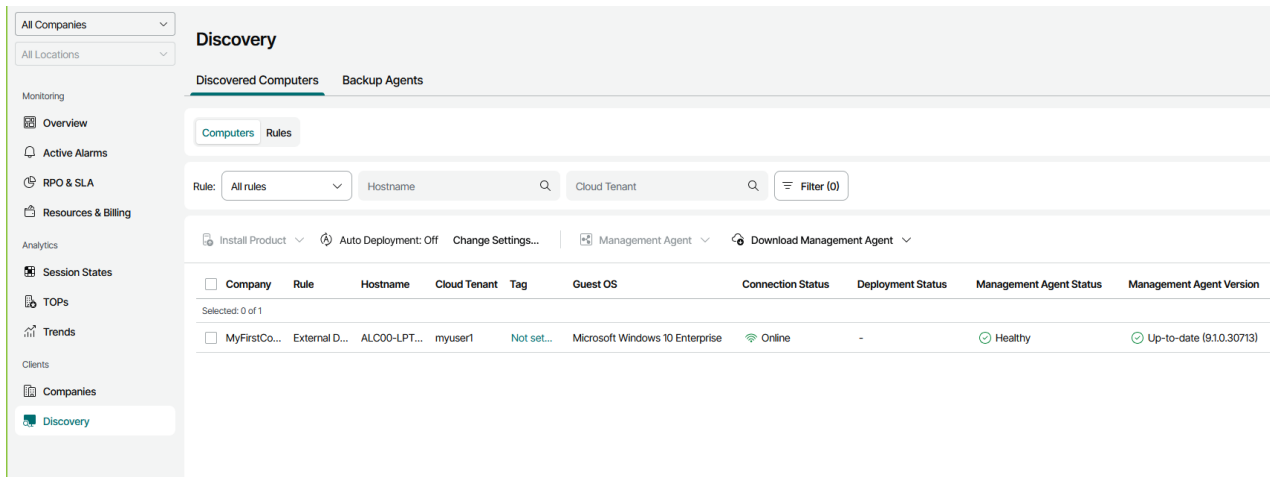 All Companies
All Locations
Monitoring
Overview
Active Alarms
RPO & SLA
Resources & Billing
Analytics
Session States
TOPs
Trends
Clients
Companies
Discovery
Discovery
Discovered Computers Backup Agents
Computers Rules
Rule: All rules Hostname Cloud Tenant Filter (0)
Install Product Auto Deployment: Off Change Settings... Management Agent Download Management Agent
Company Rule Hostname Cloud Tenant Tag Guest OS Connection Status Deployment Status Management Agent Status Management Agent Version
Selected: 0 of 1
MyFirstCo... External D... ALC00-LPT... myuser1 Not set... Microsoft Windows 10 Enterprise Online - Healthy Up-to-date (9.1.0.30713)